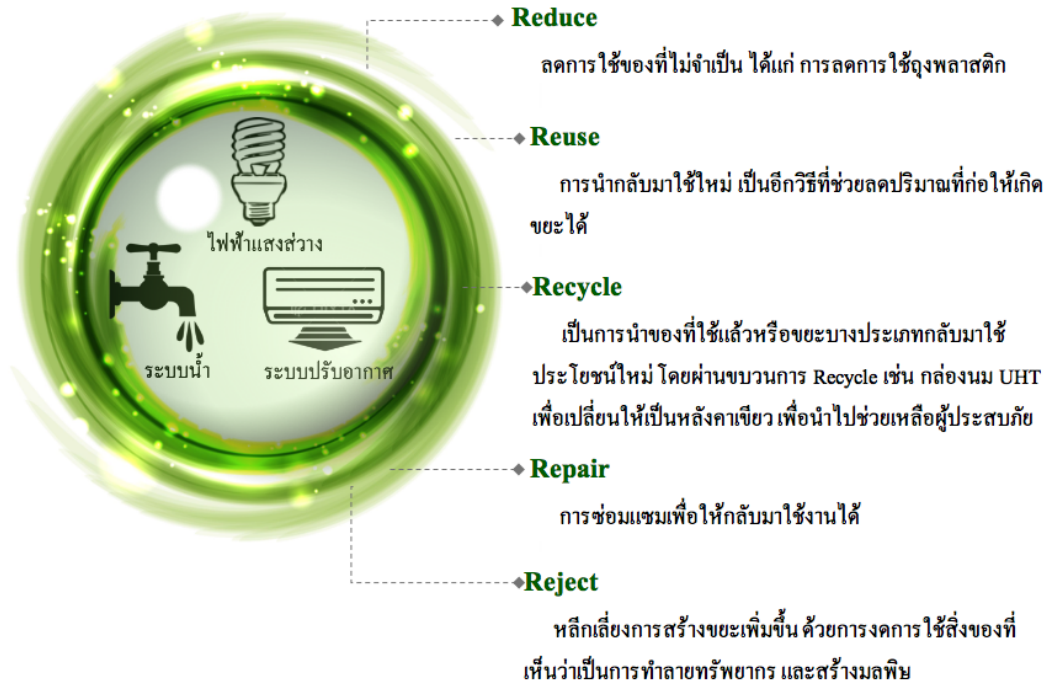 Reduce
ลดการใช้ของที่ไม่จำเป็น ได้แก่ การลดการใช้ถุงพลาสติก
Reuse
การนำกลับมาใช้ใหม่ เป็นอีกวิธีที่ช่วยลดปริมาณที่ก่อให้เกิด
ขยะได้
Recycle
เป็นการนำของที่ใช้แล้วหรือขยะบางประเภทกลับมาใช้
ประโยชน์ใหม่ โดยผ่านขบวนการ Recycle เช่น กล่องนม UHT
เพื่อเปลี่ยนให้เป็นหลังคาเขียว เพื่อนำไปช่วยเหลือผู้ประสบภัย
Repair
การซ่อมแซมเพื่อให้กลับมาใช้งานได้
Reject
หลีกเลี่ยงการสร้างขยะเพิ่มขึ้น ด้วยการงดการใช้สิ่งของที่
เห็นว่าเป็นการทำลายทรัพยากร และสร้างมลพิษ
ไฟฟ้าแสงส่วาง
ระบบน้ำ
ระบบปรับอากาศ